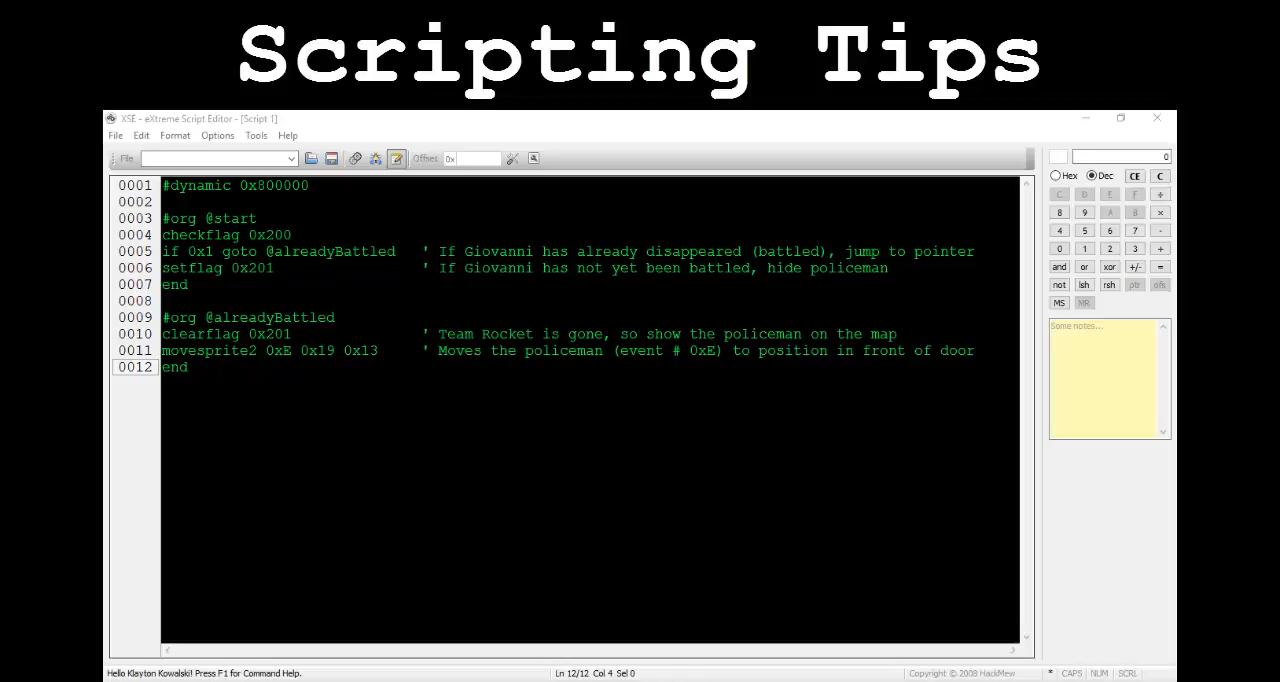 Scripting Tips
XSE - eXtreme Script Editor - [Script 1]
File Edit Format Options Tools Help
File Offset 0x
0
Hex Dec CE C
C D E F ÷
8 9 A B ×
4 5 6 7 -
0 1 2 3 +
and or xor +/- =
not lsh rsh ptr ofs
MS MR
Some notes...
0001 #dynamic 0x800000
0002
0003 #org @start
0004 checkflag 0x200
0005 if 0x1 goto @alreadyBattled ' If Giovanni has already disappeared (battled), jump to pointer
0006 setflag 0x201 ' If Giovanni has not yet been battled, hide policeman
0007 end
0008
0009 #org @alreadyBattled
0010 clearflag 0x201 ' Team Rocket is gone, so show the policeman on the map
0011 movesprite2 0xE 0x19 0x13 ' Moves the policeman (event # 0xE) to position in front of door
0012 end
Hello Klayton Kowalski! Press F1 for Command Help. Ln 12/12 Col 4 Sel 0 Copyright © 2008 HackMew * CAPS NUM SCRL